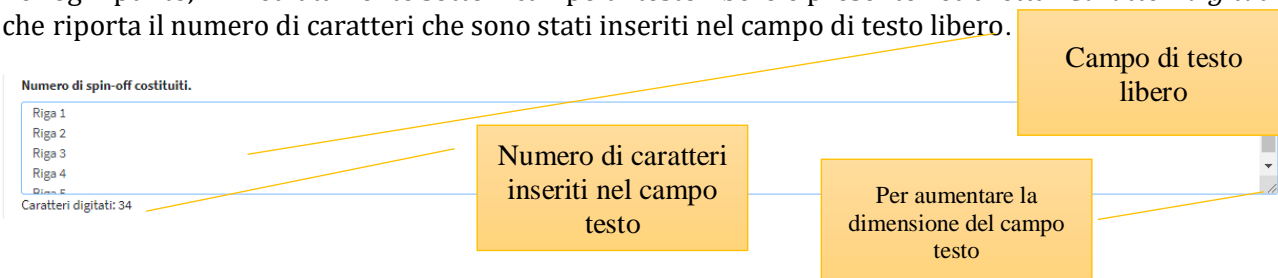 che riporta il numero di caratteri che sono stati inseriti nel campo di testo libero.
Campo di testo
libero
Numero di spin-off costituiti.
Riga 1
Riga 2
Riga 3
Riga 4
Riga 5
Caratteri digitati: 34
Numero di caratteri
inseriti nel campo
testo
Per aumentare la
dimensione del campo
testo